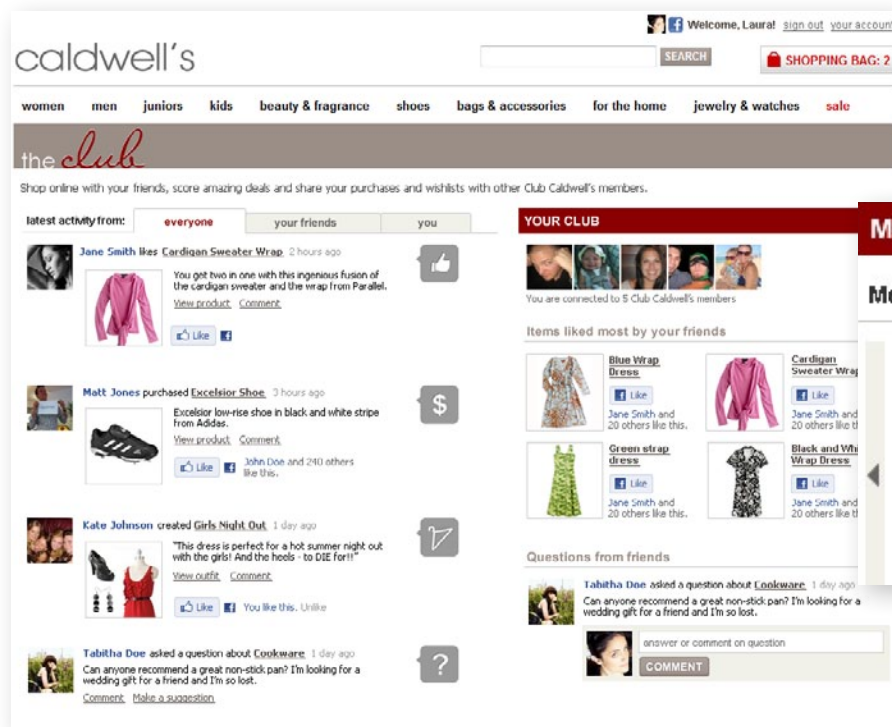 Welcome, Laura! sign out your account
caldwell's
SEARCH
SHOPPING BAG: 2
women men juniors kids beauty & fragrance shoes bags & accessories for the home jewelry & watches sale
the club
Shop online with your friends, score amazing deals and share your purchases and wishlists with other Club Caldwell's members.
latest activity from: everyone your friends you
Jane Smith likes Cardigan Sweater Wrap 2 hours ago
You get two in one with this ingenious fusion of
the cardigan sweater and the wrap from Parallel.
View product Comment
Like
Matt Jones purchased Excelsior Shoe 3 hours ago
$
Excelsior low-rise shoe in black and white stripe
from Adidas.
View product Comment
Like John Doe and 240 others
like this.
Kate Johnson created Girls Night Out 1 day ago
"This dress is perfect for a hot summer night out
with the girls! And the heels - to DIE for!!"
View outfit Comment
Like You like this. Unlike
Tabitha Doe asked a question about Cookware 1 day ago
?
Can anyone recommend a great non-stick pan? I'm looking for a
wedding gift for a friend and I'm so lost.
Comment Make a suggestion
YOUR CLUB
You are connected to 5 Club Caldwell's members
Items liked most by your friends
Blue Wrap
Dress
Like
Jane Smith and
20 others like this.
Cardigan
Sweater Wrap
Like
Jane Smith and
20 others like th
Green strap
dress
Like
Jane Smith and
20 others like this.
Black and Whi
Wrap Dress
Like
Jane Smith and
20 others like th
Questions from friends
Tabitha Doe asked a question about Cookware 1 day ago
Can anyone recommend a great non-stick pan? I'm looking for a
wedding gift for a friend and I'm so lost.
answer or comment on question
COMMENT
M
Mo